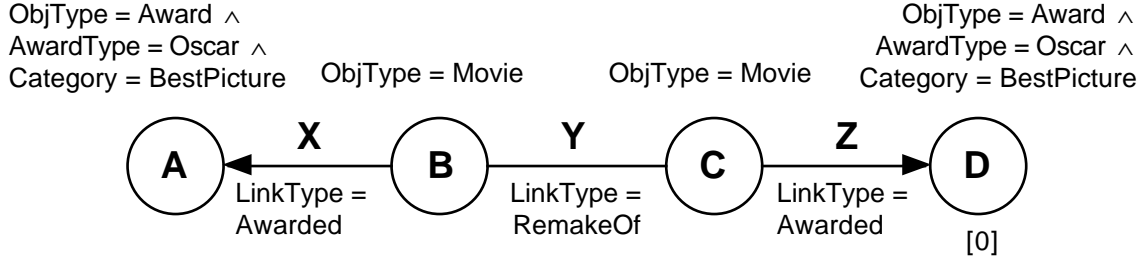 ObjType = Award ∧
AwardType = Oscar ∧
Category = BestPicture
ObjType = Movie
ObjType = Movie
ObjType = Award ∧
AwardType = Oscar ∧
Category = BestPicture
A
X
B
Y
C
Z
D
LinkType =
Awarded
LinkType =
RemakeOf
LinkType =
Awarded
[0]